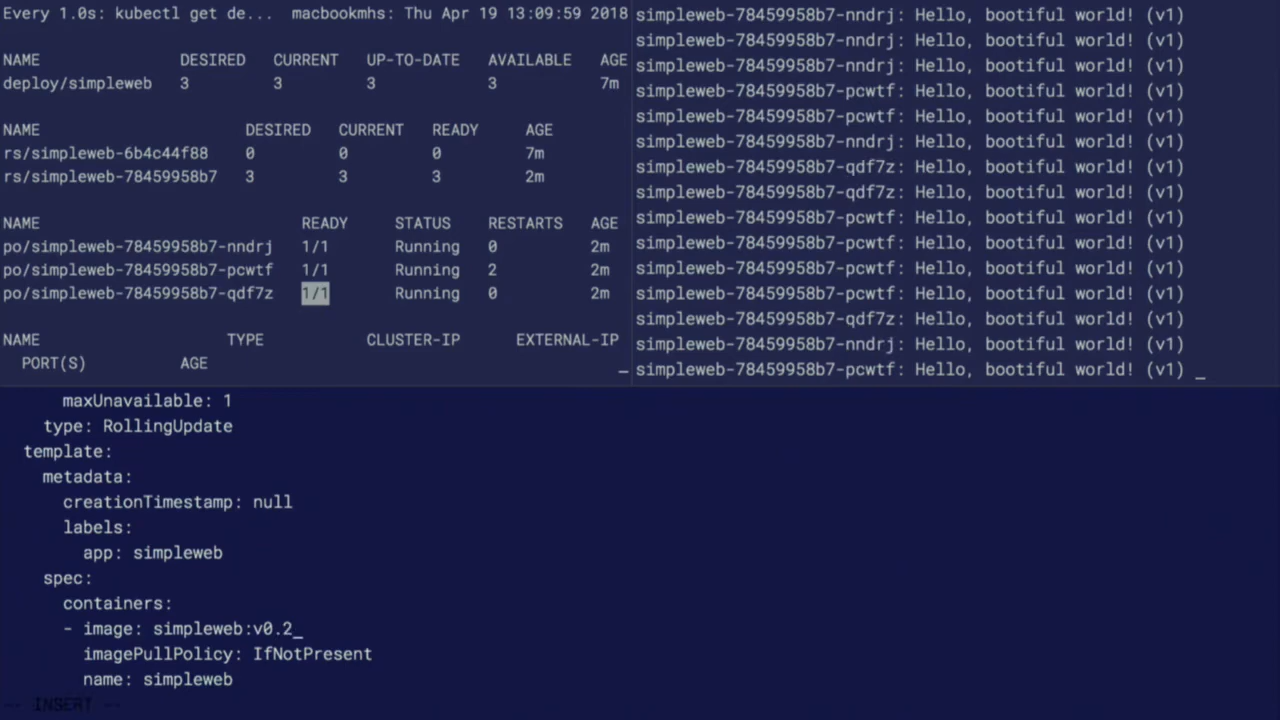 Every 1.0s: kubectl get de...  macbookmhs: Thu Apr 19 13:09:59 2018
NAME DESIRED CURRENT UP-TO-DATE AVAILABLE AGE
deploy/simpleweb 3 3 3 3 7m
NAME DESIRED CURRENT READY AGE
rs/simpleweb-6b4c44f88 0 0 0 7m
rs/simpleweb-78459958b7 3 3 3 2m
NAME READY STATUS RESTARTS AGE
po/simpleweb-78459958b7-nndrj 1/1 Running 0 2m
po/simpleweb-78459958b7-pcwtf 1/1 Running 2 2m
po/simpleweb-78459958b7-qdf7z 1/1 Running 0 2m
NAME TYPE CLUSTER-IP EXTERNAL-IP
PORT(S) AGE
simpleweb-78459958b7-nndrj: Hello, bootiful world! (v1)
simpleweb-78459958b7-nndrj: Hello, bootiful world! (v1)
simpleweb-78459958b7-nndrj: Hello, bootiful world! (v1)
simpleweb-78459958b7-pcwtf: Hello, bootiful world! (v1)
simpleweb-78459958b7-pcwtf: Hello, bootiful world! (v1)
simpleweb-78459958b7-nndrj: Hello, bootiful world! (v1)
simpleweb-78459958b7-qdf7z: Hello, bootiful world! (v1)
simpleweb-78459958b7-qdf7z: Hello, bootiful world! (v1)
simpleweb-78459958b7-pcwtf: Hello, bootiful world! (v1)
simpleweb-78459958b7-pcwtf: Hello, bootiful world! (v1)
simpleweb-78459958b7-pcwtf: Hello, bootiful world! (v1)
simpleweb-78459958b7-pcwtf: Hello, bootiful world! (v1)
simpleweb-78459958b7-qdf7z: Hello, bootiful world! (v1)
simpleweb-78459958b7-nndrj: Hello, bootiful world! (v1)
simpleweb-78459958b7-pcwtf: Hello, bootiful world! (v1) _
maxUnavailable: 1
type: RollingUpdate
template:
metadata:
creationTimestamp: null
labels:
app: simpleweb
spec:
containers:
- image: simpleweb:v0.2_
imagePullPolicy: IfNotPresent
name: simpleweb
-- INSERT --